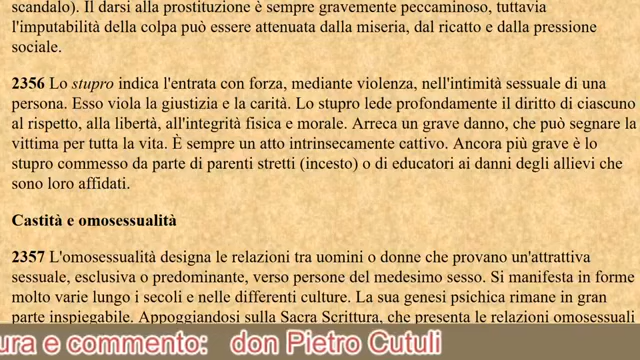 scandalo). Il darsi alla prostituzione è sempre gravemente peccaminoso, tuttavia
l'imputabilità della colpa può essere attenuata dalla miseria, dal ricatto e dalla pressione
sociale.
2356 Lo stupro indica l'entrata con forza, mediante violenza, nell'intimità sessuale di una
persona. Esso viola la giustizia e la carità. Lo stupro lede profondamente il diritto di ciascuno
al rispetto, alla libertà, all'integrità fisica e morale. Arreca un grave danno, che può segnare la
vittima per tutta la vita. È sempre un atto intrinsecamente cattivo. Ancora più grave è lo
stupro commesso da parte di parenti stretti (incesto) o di educatori ai danni degli allievi che
sono loro affidati.
Castità e omosessualità
2357 L'omosessualità designa le relazioni tra uomini o donne che provano un'attrattiva
sessuale, esclusiva o predominante, verso persone del medesimo sesso. Si manifesta in forme
molto varie lungo i secoli e nelle differenti culture. La sua genesi psichica rimane in gran
parte inspiegabile. Appoggiandosi sulla Sacra Scrittura, che presenta le relazioni omosessuali
ura e commento: don Pietro Cutuli